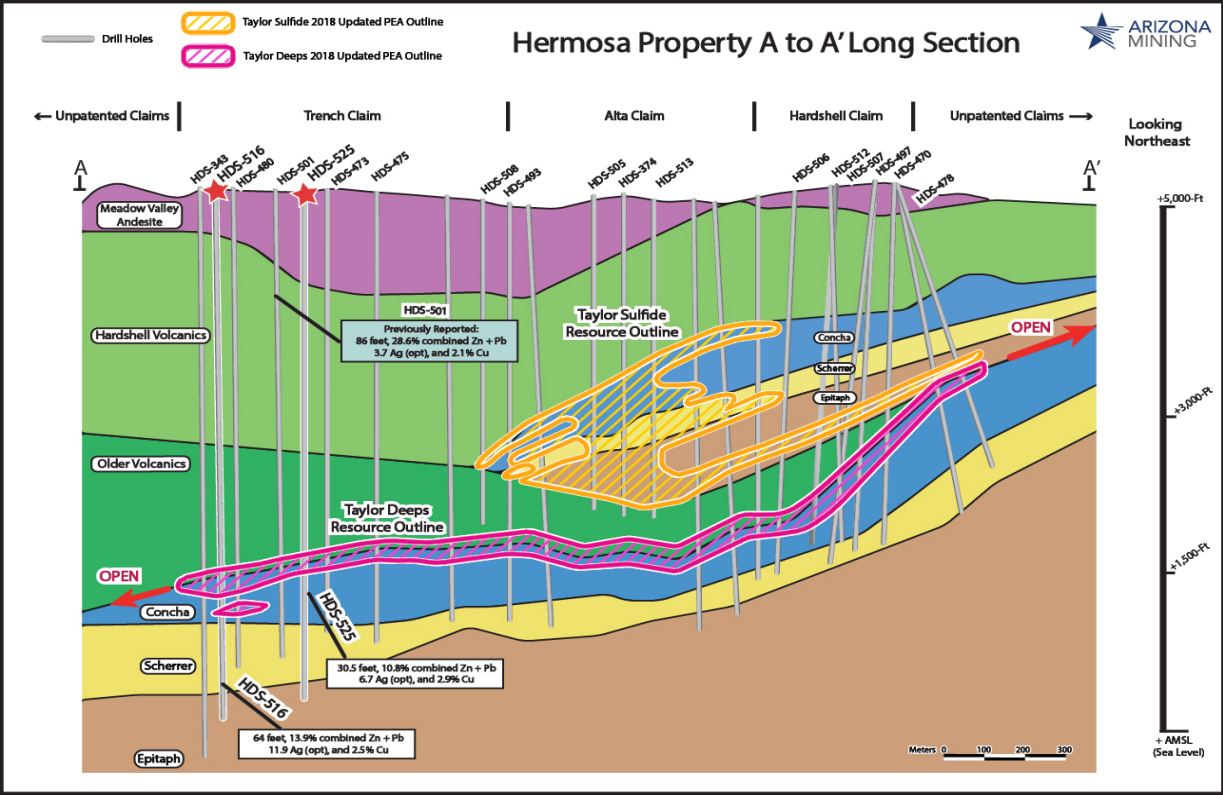 Drill Holes
Taylor Sulfide 2018 Updated PEA Outline
Taylor Deeps 2018 Updated PEA Outline
Hermosa Property A to A' Long Section
ARIZONA
MINING
← Unpatented Claims
Trench Claim
Alta Claim
Hardshell Claim
Unpatented Claims →
Looking
Northeast
A
HDS-343
HDS-516
HDS-480
HDS-501
HDS-525
HDS-473
HDS-475
HDS-508
HDS-493
HDS-505
HDS-374
HDS-513
HDS-506
HDS-512
HDS-507
HDS-497
HDS-470
HDS-478
A'
+5,000-Ft
Meadow Valley
Andesite
HDS-501
Previously Reported:
86 feet, 28.6% combined Zn + Pb
3.7 Ag (opt), and 2.1% Cu
Hardshell Volcanics
Taylor Sulfide
Resource Outline
OPEN
Concha
Scherrer
Epitaph
+3,000-Ft
Older Volcanics
Taylor Deeps
Resource Outline
+1,500-Ft
OPEN
Concha
HDS-525
30.5 feet, 10.8% combined Zn + Pb
6.7 Ag (opt), and 2.9% Cu
Scherrer
HDS-516
64 feet, 13.9% combined Zn + Pb
11.9 Ag (opt), and 2.5% Cu
Epitaph
Meters 0 100 200 300
+ AMSL
(Sea Level)